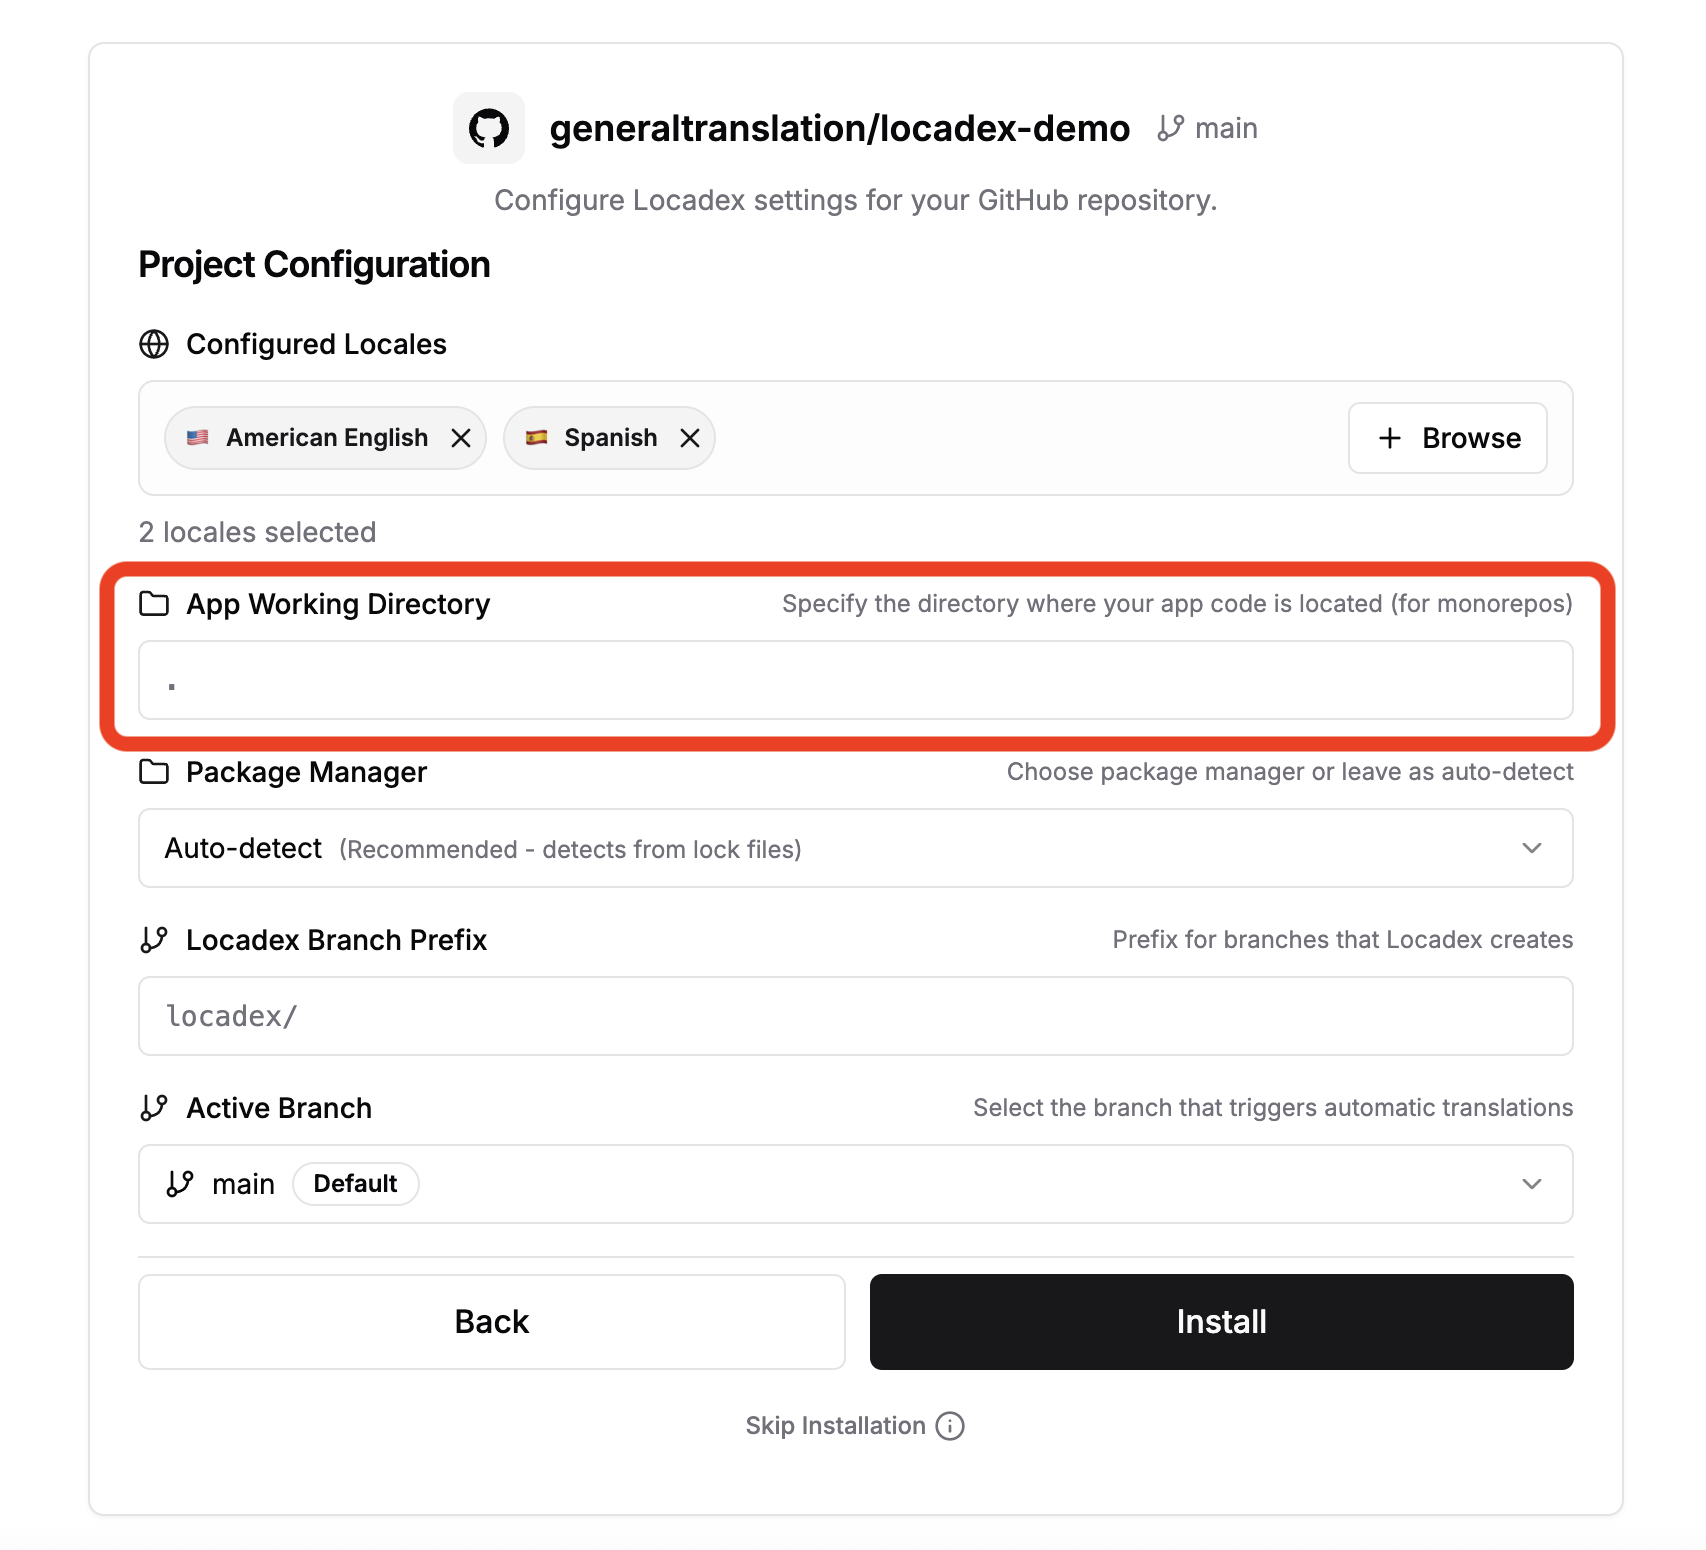 generaltranslation/locadex-demo main
Configure Locadex settings for your GitHub repository.
Project Configuration
Configured Locales
American English Spanish Browse
2 locales selected
App Working Directory Specify the directory where your app code is located (for monorepos)
.
Package Manager Choose package manager or leave as auto-detect
Auto-detect (Recommended - detects from lock files)
Locadex Branch Prefix Prefix for branches that Locadex creates
locadex/
Active Branch Select the branch that triggers automatic translations
main Default
Back Install
Skip Installation